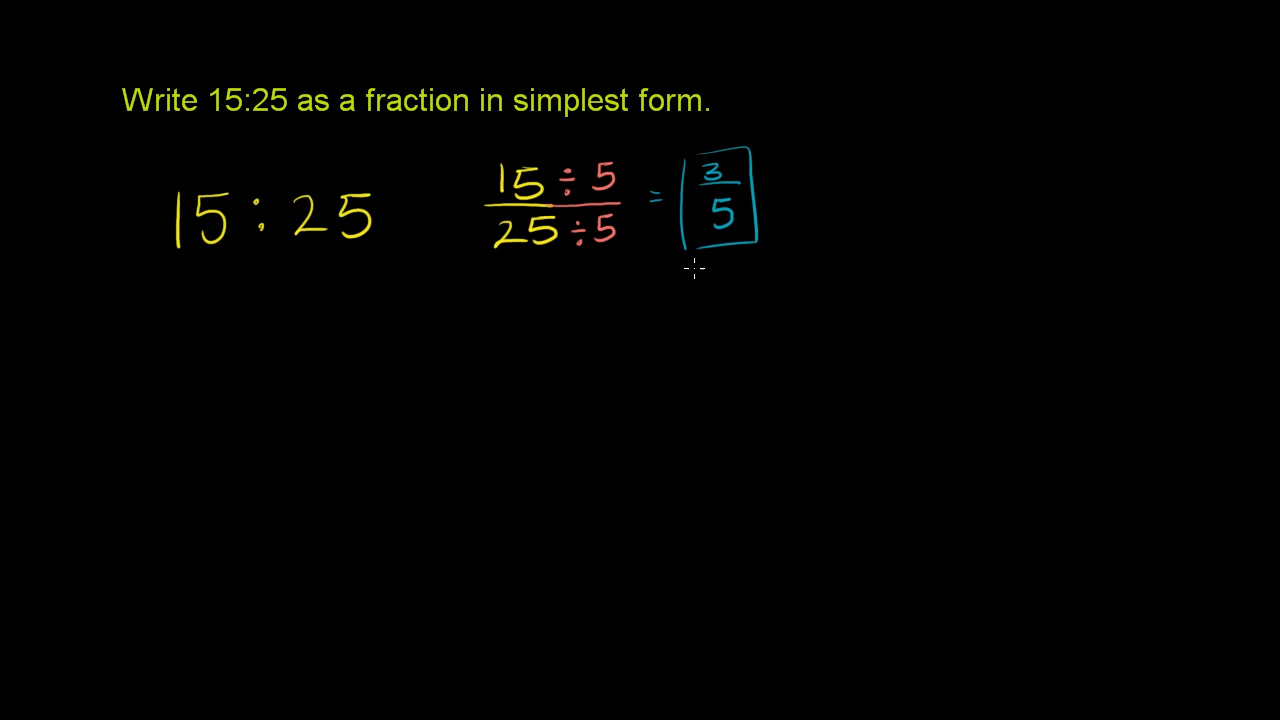 Write 15:25 as a fraction in simplest form.
15 : 25
15 ÷ 5
25 ÷ 5
=
3
5